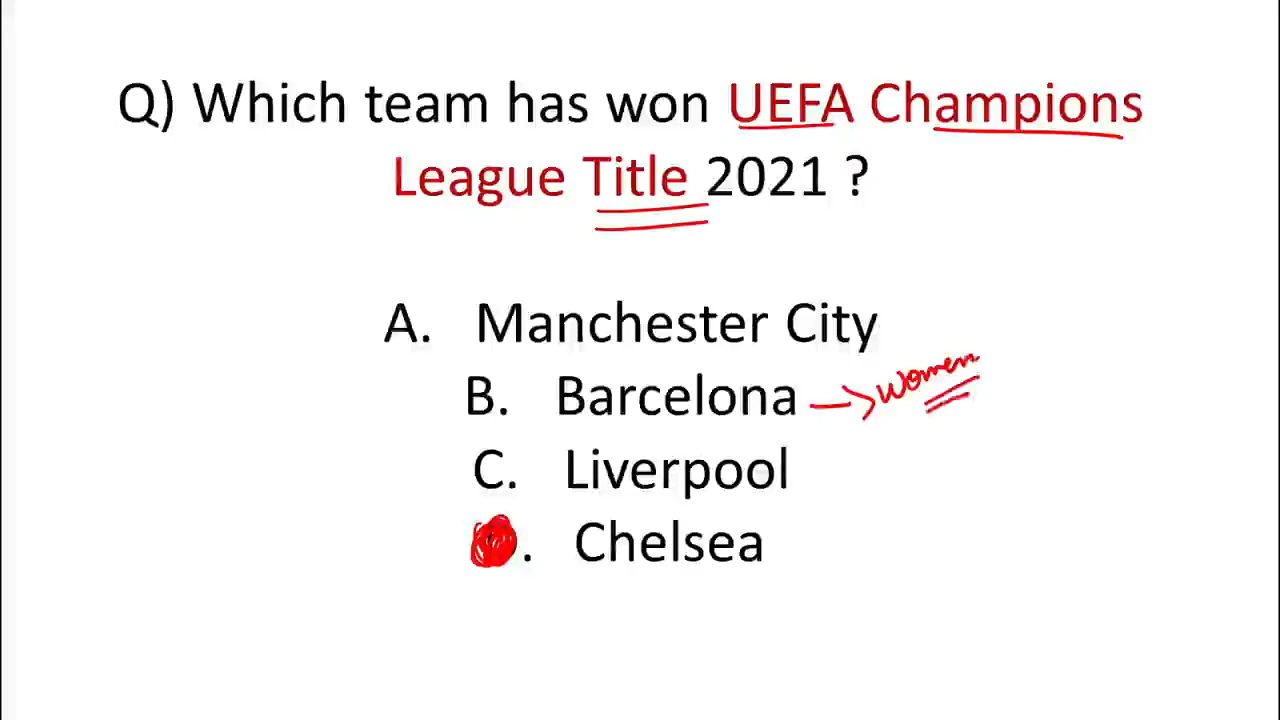 Q) Which team has won UEFA Champions
League Title 2021 ?
A. Manchester City
B. Barcelona → women
C. Liverpool
. Chelsea